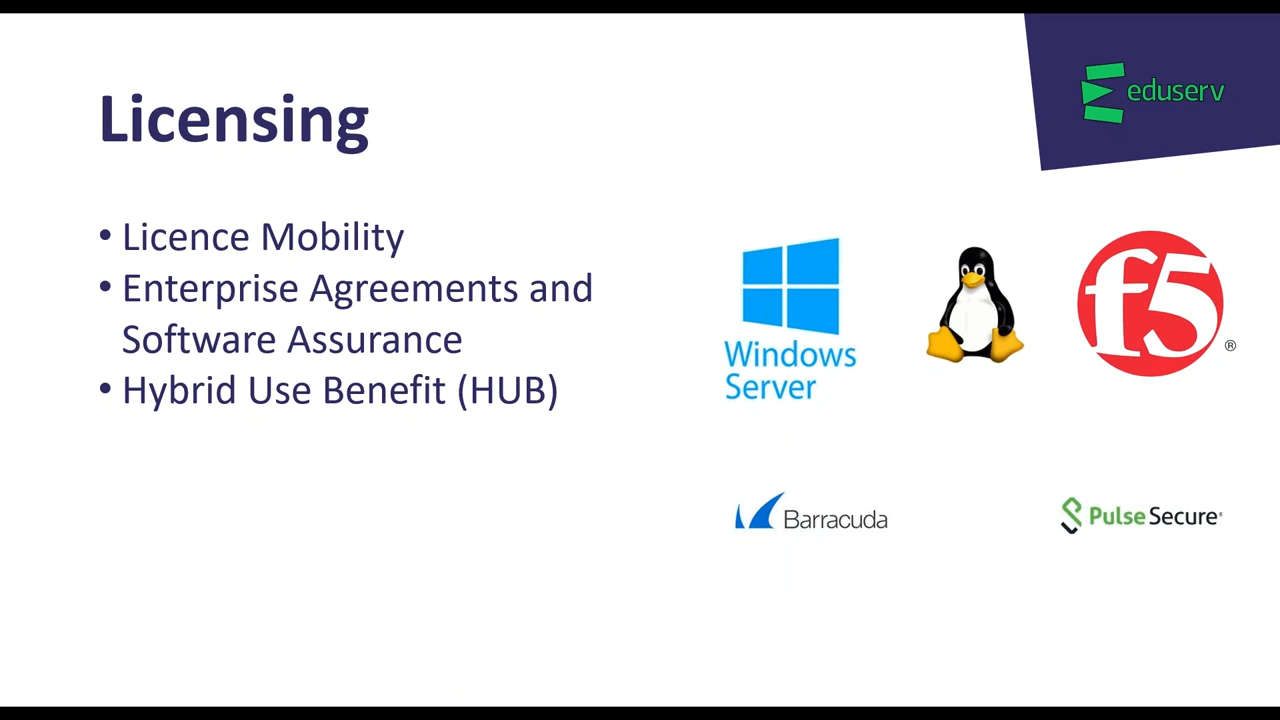 eduserv
Licensing
• Licence Mobility
• Enterprise Agreements and
Software Assurance
• Hybrid Use Benefit (HUB)
Windows
Server
f5
®
Barracuda
Pulse Secure®